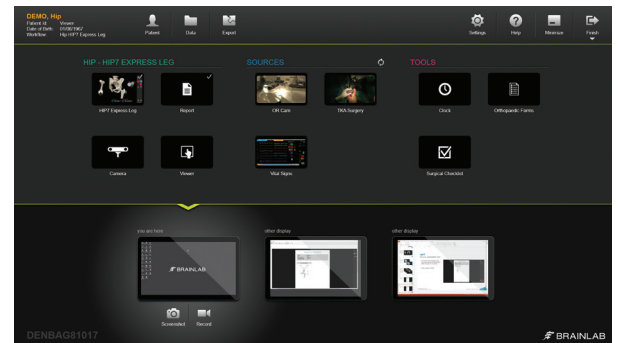 DEMO, Hip
Patient Id: Viewer
Date of Birth: 01/01/1967
Workflow: Hip HIP7 Express Leg
Patient
Data
Export
Settings
Help
Minimize
Finish
HIP - HIP7 EXPRESS LEG
SOURCES
TOOLS
HIP7 Express Leg
Report
OR Cam
TKA Surgery
Clock
Orthopaedic Forms
Camera
Viewer
Vital Signs
Surgical Checklist
you are here
other display
other display
BRAINLAB
Screenshot
Record
DENBAG81017
BRAINLAB